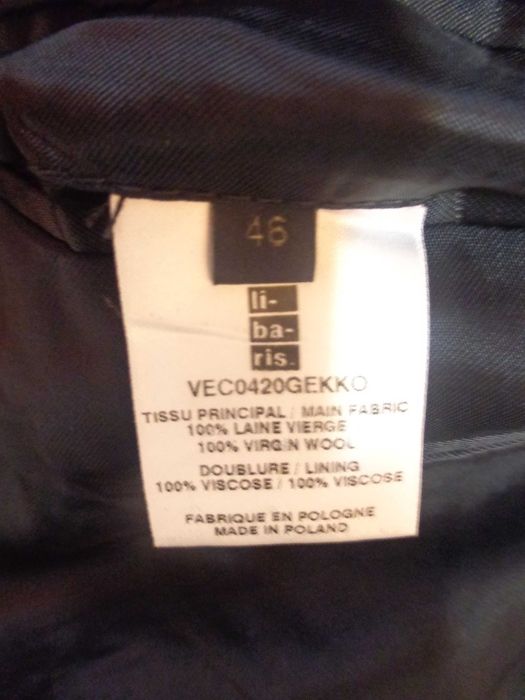 46
li-
ba-
ris.
VEC0420GEKKO
TISSU PRINCIPAL / MAIN FABRIC
100% LAINE VIERGE
100% VIRGIN WOOL
DOUBLURE / LINING
100% VISCOSE / 100% VISCOSE
FABRIQUE EN POLOGNE
MADE IN POLAND